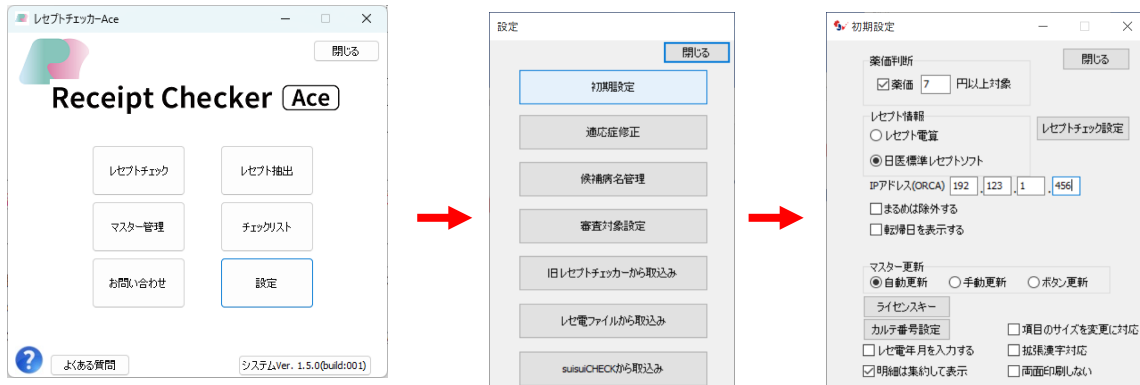 レセプトチェッカーAce
閉じる
Receipt Checker Ace
レセプトチェック
レセプト抽出
マスター管理
チェックリスト
お問い合わせ
設定
よくある質問
システムVer. 1.5.0(build:001)
設定
閉じる
初期設定
適応症修正
候補病名管理
審査対象設定
旧レセプトチェッカーから取込み
レセ電ファイルから取込み
suisuiCHECKから取込み
初期設定
閉じる
薬価判断
薬価 7 円以上対象
レセプト情報
レセプト電算
レセプトチェック設定
日医標準レセプトソフト
IPアドレス(ORCA) 192 . 123 . 1 . 456
まるめは除外する
転帰日を表示する
マスター更新
自動更新 手動更新 ボタン更新
ライセンスキー
カルテ番号設定 項目のサイズを変更に対応
レセ電年月を入力する 拡張漢字対応
明細は集約して表示 両面印刷しない